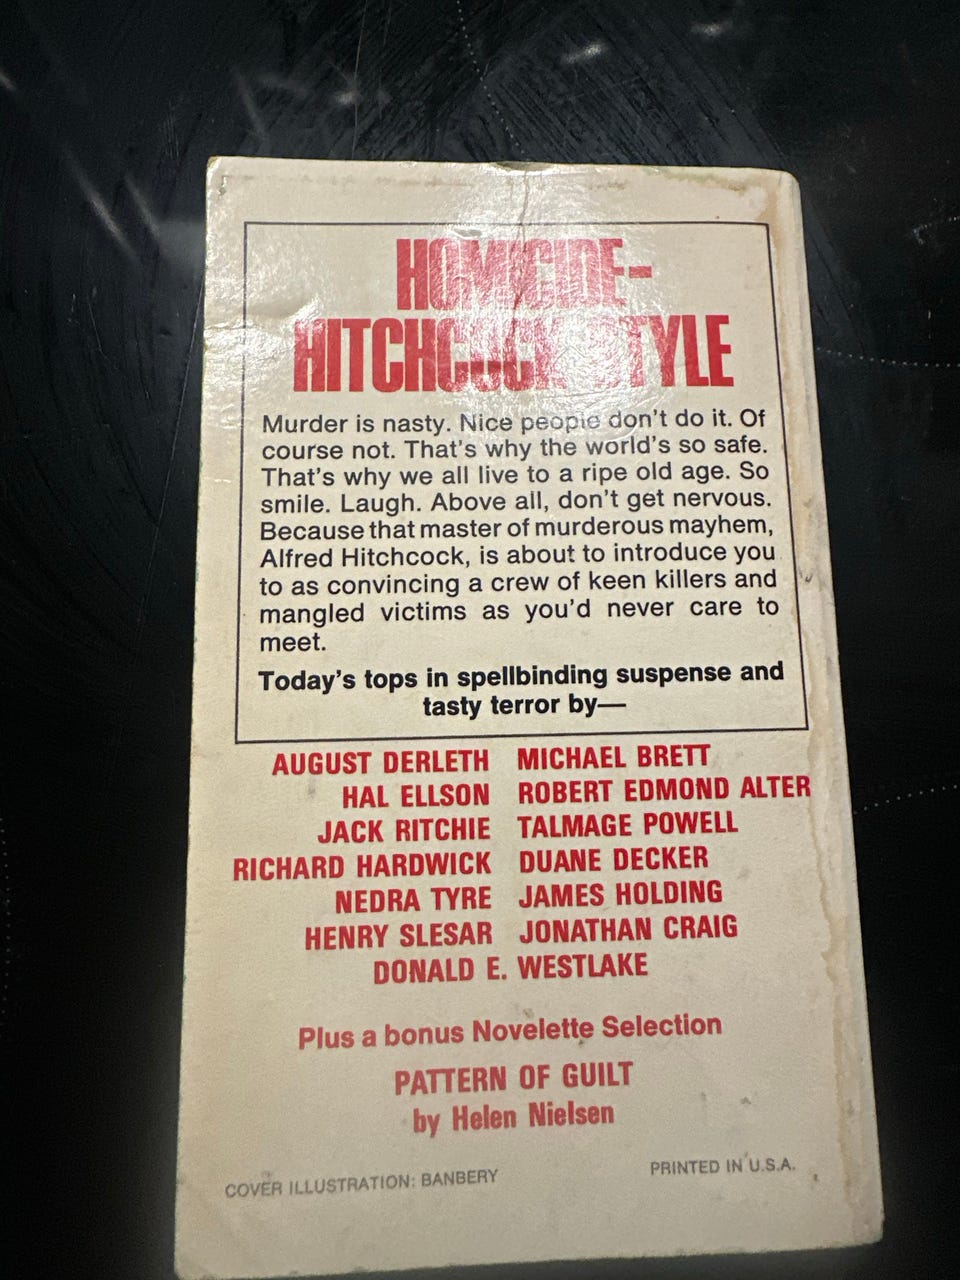 HOMICIDE-
HITCHCOCK STYLE
Murder is nasty. Nice people don't do it. Of
course not. That's why the world's so safe.
That's why we all live to a ripe old age. So
smile. Laugh. Above all, don't get nervous.
Because that master of murderous mayhem,
Alfred Hitchcock, is about to introduce you
to as convincing a crew of keen killers and
mangled victims as you'd never care to
meet.
Today's tops in spellbinding suspense and
tasty terror by—
AUGUST DERLETH MICHAEL BRETT
HAL ELLSON ROBERT EDMOND ALTER
JACK RITCHIE TALMAGE POWELL
RICHARD HARDWICK DUANE DECKER
NEDRA TYRE JAMES HOLDING
HENRY SLESAR JONATHAN CRAIG
DONALD E. WESTLAKE
Plus a bonus Novelette Selection
PATTERN OF GUILT
by Helen Nielsen
COVER ILLUSTRATION: BANBERY PRINTED IN U.S.A.